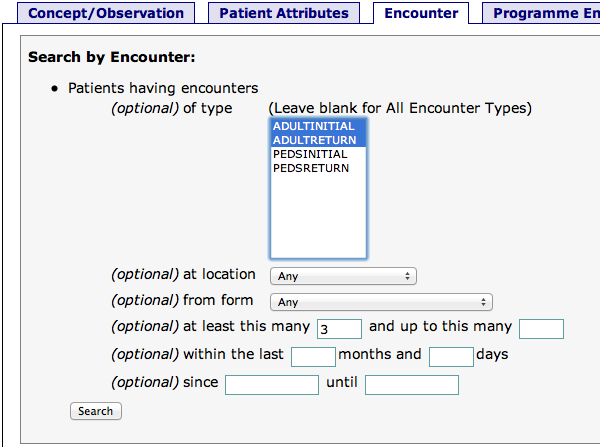 Concept/Observation Patient Attributes Encounter Programme En
Search by Encounter:
• Patients having encounters
(optional) of type (Leave blank for All Encounter Types)
ADULTINITIAL
ADULTRETURN
PEDSINITIAL
PEDSRETURN
(optional) at location Any
(optional) from form Any
(optional) at least this many 3 and up to this many
(optional) within the last months and days
(optional) since until
Search